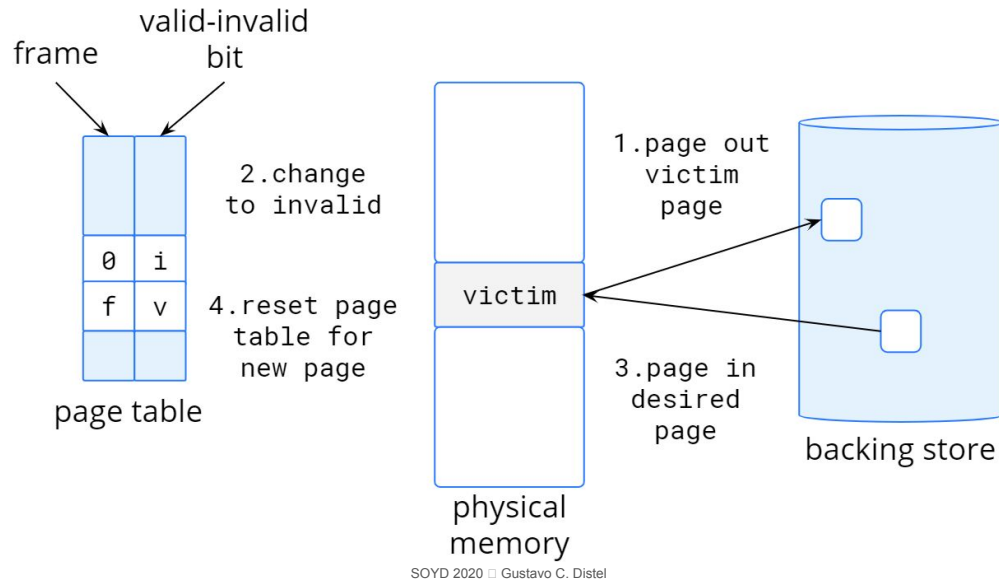 frame
valid-invalid
bit
2.change
to invalid
0 i
f v
4.reset page
table for
new page
page table
victim
physical
memory
1.page out
victim
page
3.page in
desired
page
backing store
SOYD 2020 □ Gustavo C. Distel